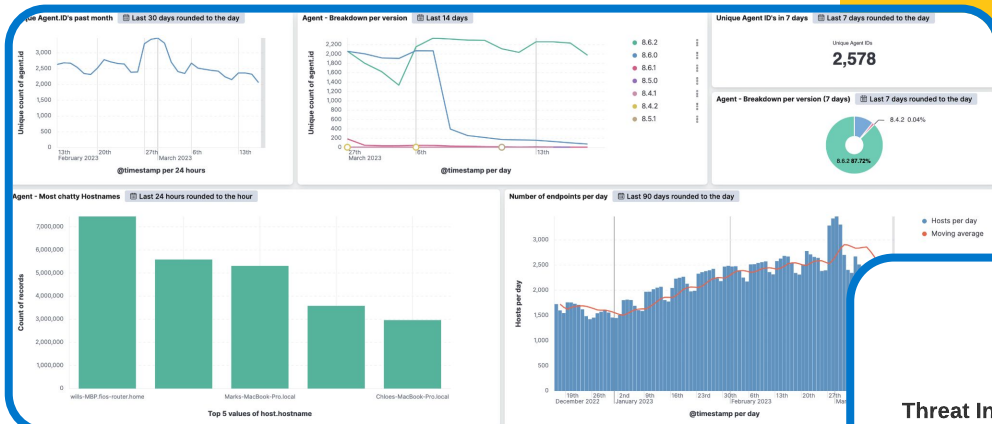 que Agent.ID's past month Last 30 days rounded to the day
Unique count of agent.id
3,000
2,500
2,000
1,500
1,000
500
0
13th
February 2023
20th
27th
March 2023
6th
13th
@timestamp per 24 hours
Agent - Breakdown per version Last 14 days
Unique count of agent.id
2,200
2,000
1,800
1,600
1,400
1,200
1,000
800
600
400
200
0
27th
March 2023
6th
13th
@timestamp per day
8.6.2
8.6.0
8.6.1
8.5.0
8.4.1
8.4.2
8.5.1
Unique Agent ID's in 7 days Last 7 days rounded to the day
Unique Agent IDs
2,578
Agent - Breakdown per version (7 days) Last 7 days rounded to the day
8.4.2 0.04%
8.6.2 87.72%
Agent - Most chatty Hostnames Last 24 hours rounded to the hour
Count of records
7,000,000
6,000,000
5,000,000
4,000,000
3,000,000
2,000,000
1,000,000
0
wills-MBP.fios-router.home
Marks-MacBook-Pro.local
Chloes-MacBook-Pro.local
Top 5 values of host.hostname
Number of endpoints per day Last 90 days rounded to the day
Hosts per day
3,000
2,500
2,000
1,500
1,000
500
0
19th
December 2022
26th
2nd
January 2023
9th
16th
23rd
30th
February 2023
6th
13th
20th
27th
Mar
@timestamp per day
Hosts per day
Moving average
Threat In